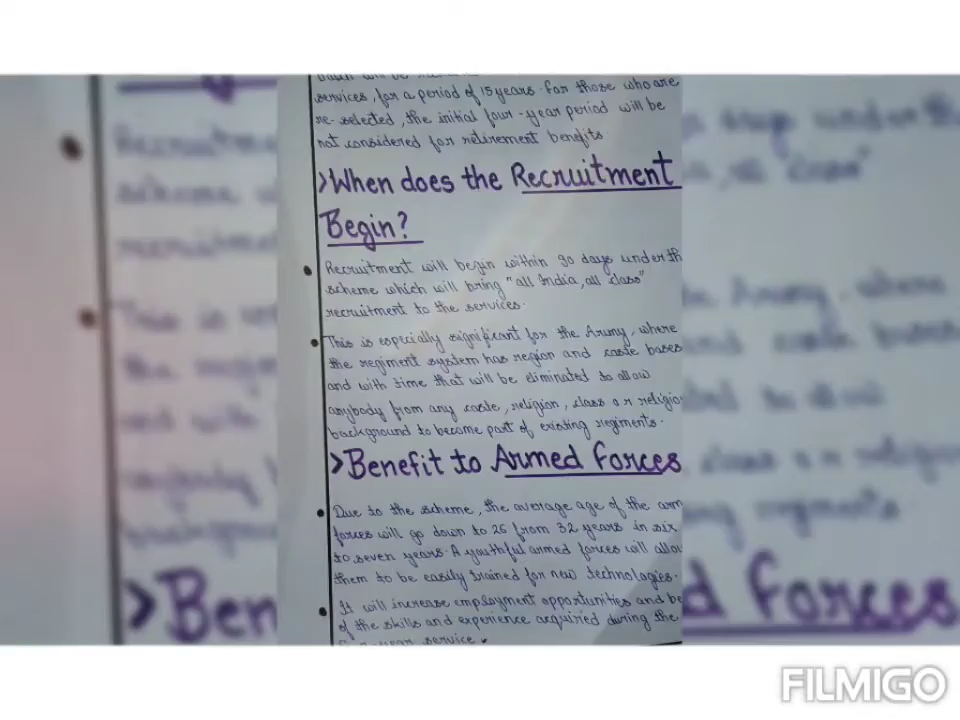 services, for a period of 15 years. For those who are
re-selected, the initial four-year period will be
not considered for retirement benefits
>When does the Recruitment
Begin?
Recruitment will begin within 90 days under th
scheme which will bring "all India, all class"
recruitment to the services.
This is especially significant for the Army, where
the regiment system has region and caste bases
and with time that will be eliminated to allow
anybody from any caste, religion, class or religio
background to become part of existing regiments.
>Benefit to Armed Forces
Due to the scheme, the average age of the arm
forces will go down to 26 from 32 years in six
to seven years. A youthful armed forces will allo
them to be easily trained for new technologies.
It will increase employment opportunities and be
of the skills and experience acquired during the
year service.
FILMIGO